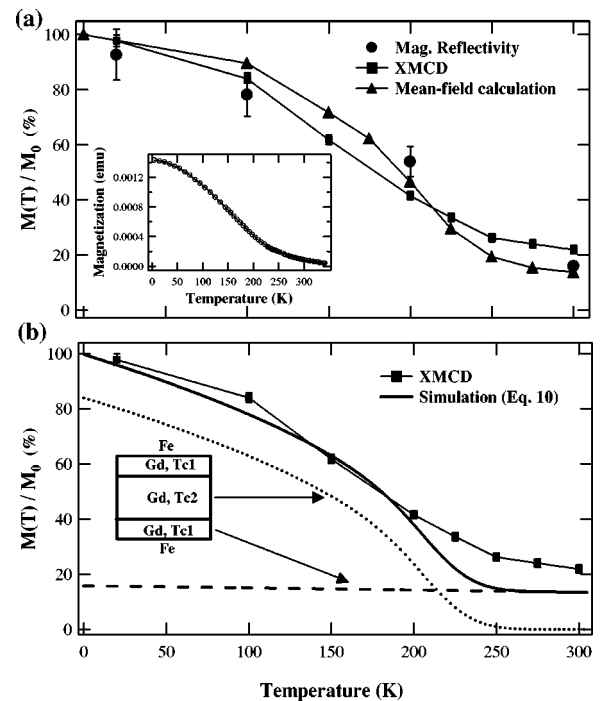 (a)
100
80
60
40
20
0
M(T) / M0 (%)
Mag. Reflectivity
XMCD
Mean-field calculation
Magnetization (emu)
0.0012
0.0008
0.0004
0.0000
0 50 100 150 200 250 300
Temperature (K)
(b)
100
80
60
40
20
0
M(T) / M0 (%)
XMCD
Simulation (Eq. 10)
Fe
Gd, Tc1
Gd, Tc2
Gd, Tc1
Fe
0 50 100 150 200 250 300
Temperature (K)